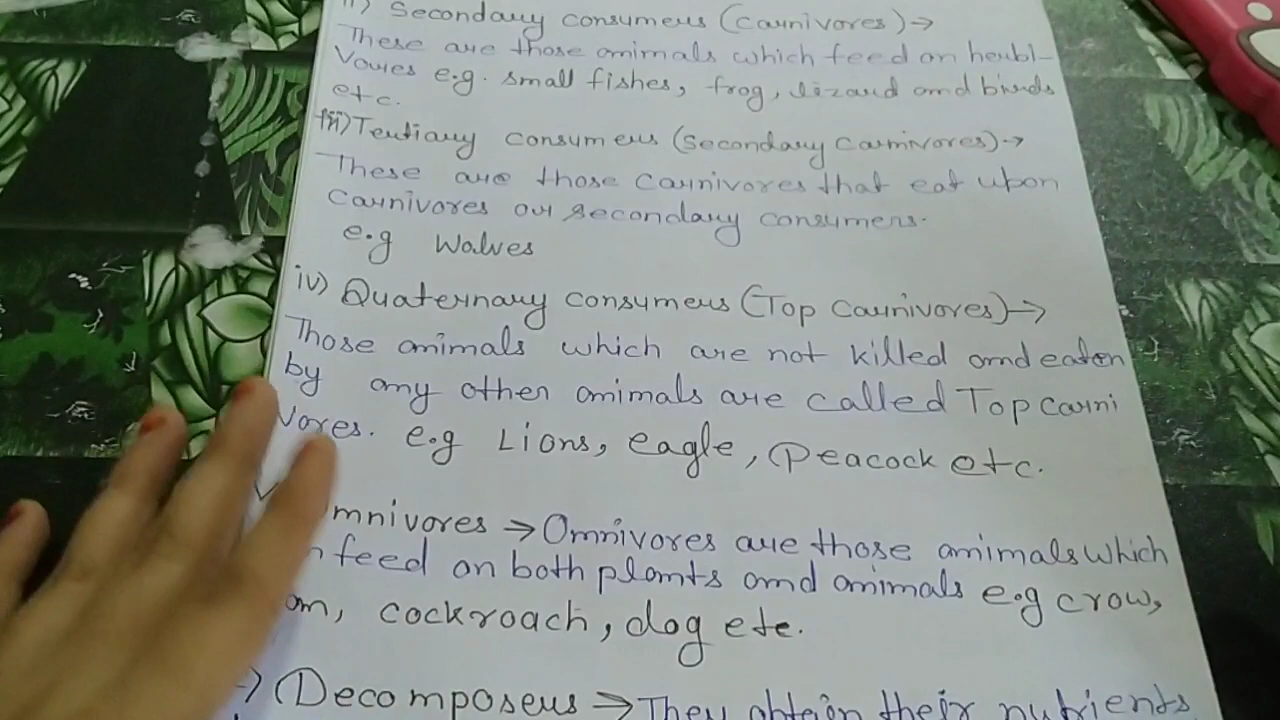 ii) Secondary consumers (Carnivores) →
These are those animals which feed on herbi-
vores e.g. small fishes, frog, lizard and birds
etc.
iii) Tertiary consumers (Secondary Carnivores) →
These are those Carnivores that eat upon
Carnivores or secondary consumers.
e.g Wolves
iv) Quaternary consumers (Top Carnivores) →
Those animals which are not killed and eaten
by any other animals are called Top carni
vores. e.g Lions, eagle, Peacock etc.
mnivores → Omnivores are those animals which
feed on both plants and animals e.g crow,
cockroach, dog etc.
) Decomposers → They obtain their nutrients